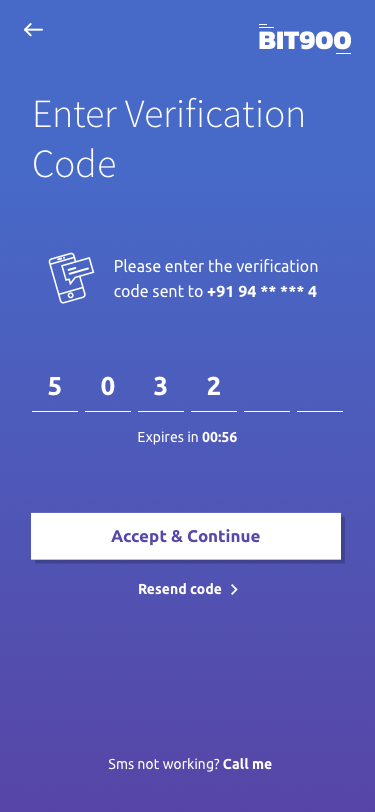 BIT900
Enter Verification
Code
Please enter the verification
code sent to +91 94 ** *** 4
5 0 3 2
Expires in 00:56
Accept & Continue
Resend code
Sms not working? Call me